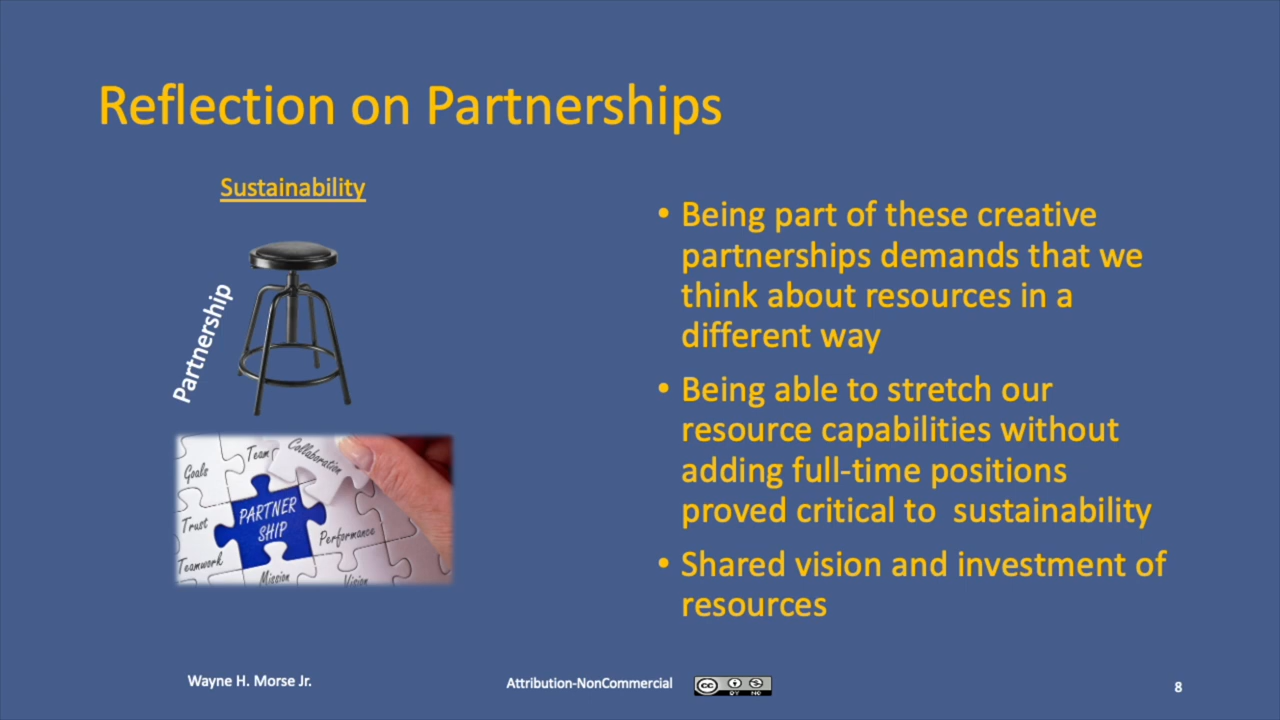 Reflection on Partnerships
Sustainability
Partnership
Goals
Team
Collaboration
Trust
PARTNER
SHIP
Performance
Teamwork
Mission
Vision
• Being part of these creative
partnerships demands that we
think about resources in a
different way
• Being able to stretch our
resource capabilities without
adding full-time positions
proved critical to sustainability
• Shared vision and investment of
resources
Wayne H. Morse Jr.
Attribution-NonCommercial
cc
BY NC
8